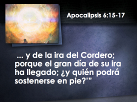 Apocalipsis 6:15-17
... y de la ira del Cordero;
porque el gran día de su ira
ha llegado; ¿y quién podrá
sostenerse en pie?'"